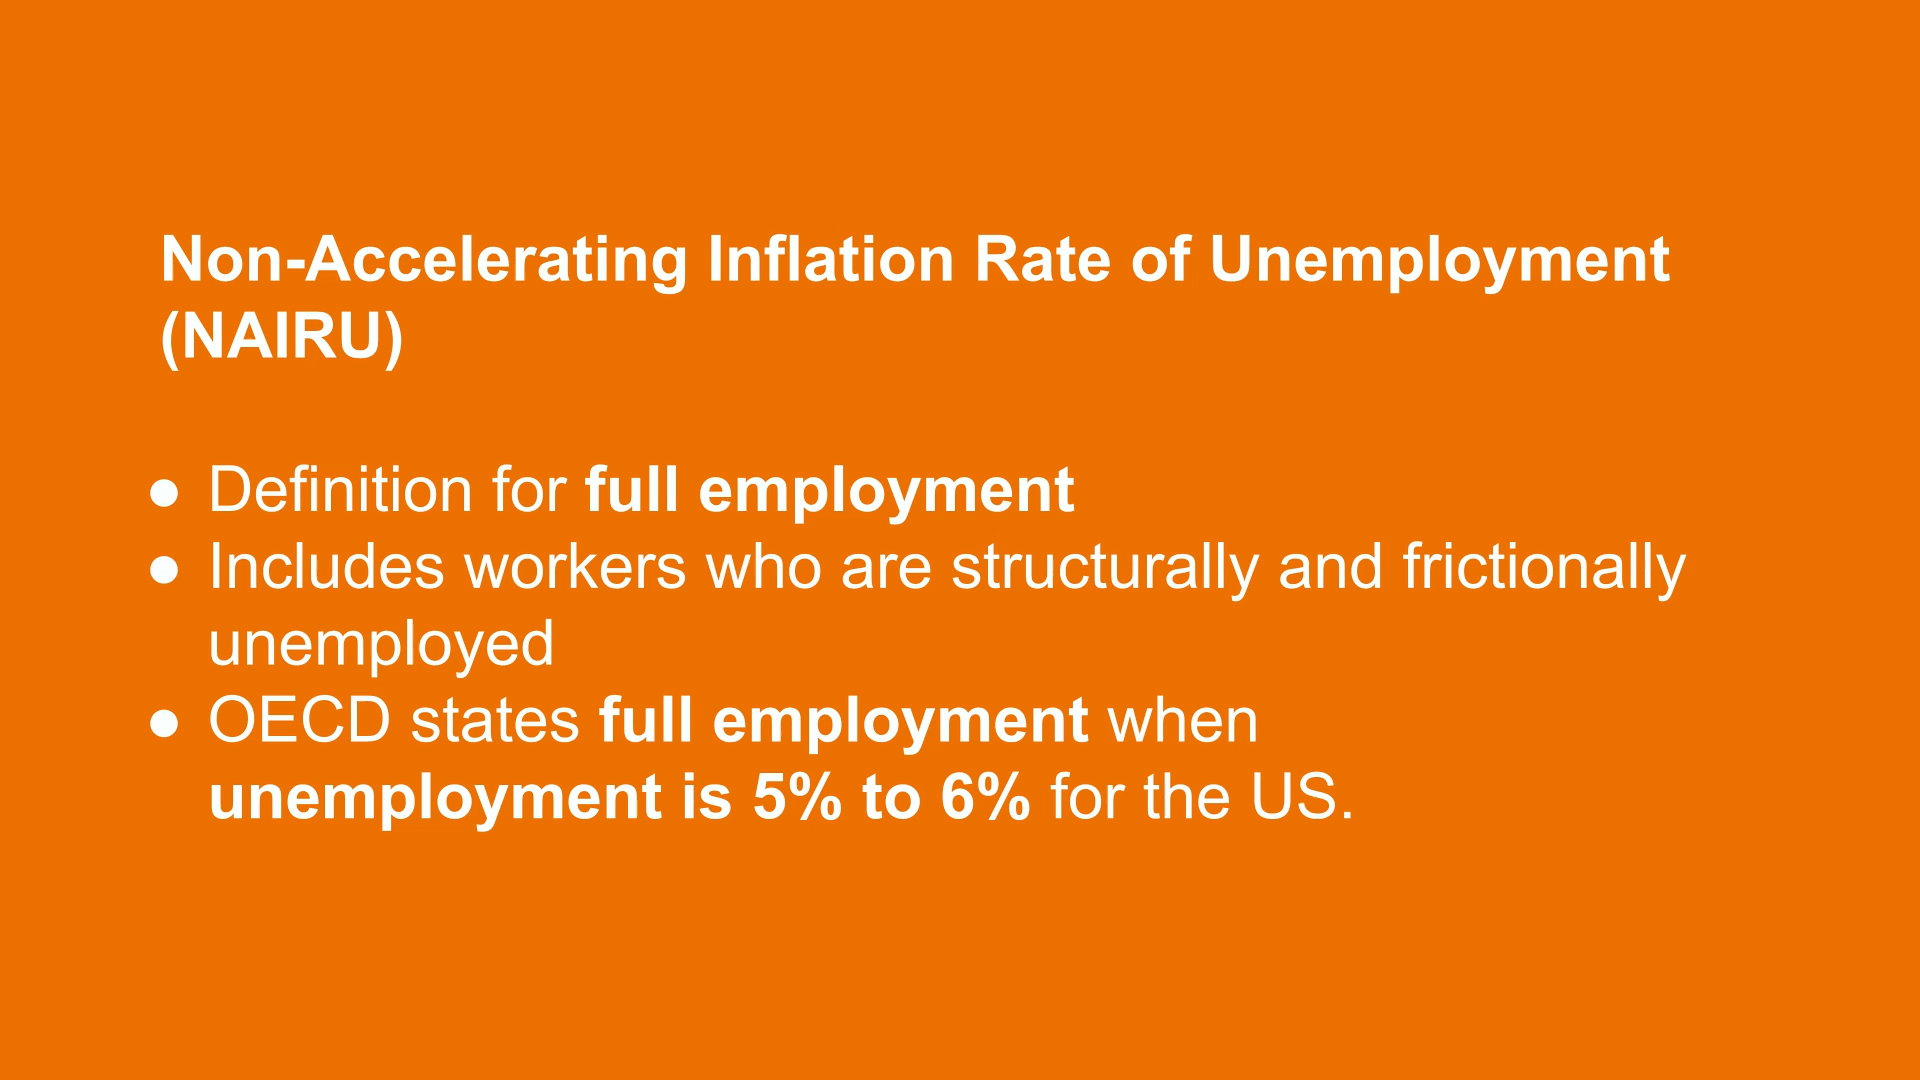 Non-Accelerating Inflation Rate of Unemployment
(NAIRU)
● Definition for full employment
● Includes workers who are structurally and frictionally
unemployed
● OECD states full employment when
unemployment is 5% to 6% for the US.